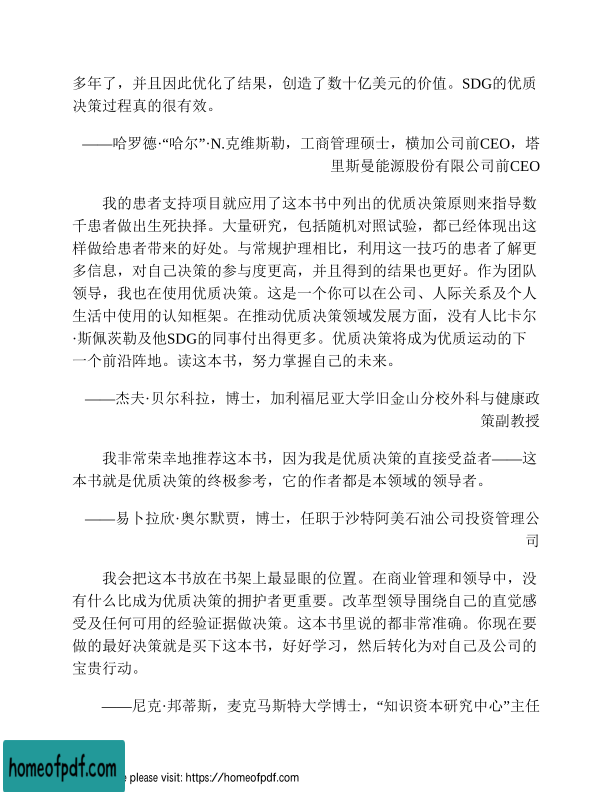 多年了，并且因此优化了结果，创造了数十亿美元的价值。SDG的优质
决策过程真的很有效。
——哈罗德·“哈尔”·N.克维斯勒，工商管理硕士，横加公司前CEO，塔
里斯曼能源股份有限公司前CEO
我的患者支持项目就应用了这本书中列出的优质决策原则来指导数
千患者做出生死抉择。大量研究，包括随机对照试验，都已经体现出这
样做给患者带来的好处。与常规护理相比，利用这一技巧的患者了解更
多信息，对自己决策的参与度更高，并且得到的结果也更好。作为团队
领导，我也在使用优质决策。这是一个你可以在公司、人际关系及个人
生活中使用的认知框架。在推动优质决策领域发展方面，没有人比卡尔
·斯佩茨勒及他SDG的同事付出得更多。优质决策将成为优质运动的下
一个前沿阵地。读这本书，努力掌握自己的未来。
——杰夫·贝尔科拉，博士，加利福尼亚大学旧金山分校外科与健康政
策副教授
我非常荣幸地推荐这本书，因为我是优质决策的直接受益者——这
本书就是优质决策的终极参考，它的作者都是本领域的领导者。
——易卜拉欣·奥尔默贾，博士，任职于沙特阿美石油公司投资管理公
司
我会把这本书放在书架上最显眼的位置。在商业管理和领导中，没
有什么比成为优质决策的拥护者更重要。改革型领导围绕自己的直觉感
受及任何可用的经验证据做决策。这本书里说的都非常准确。你现在要
做的最好决策就是买下这本书，好好学习，然后转化为对自己及公司的
宝贵行动。
——尼克·邦蒂斯，麦克马斯特大学博士，“知识资本研究中心”主任
homeofpdf.com
please visit: https://homeofpdf.com